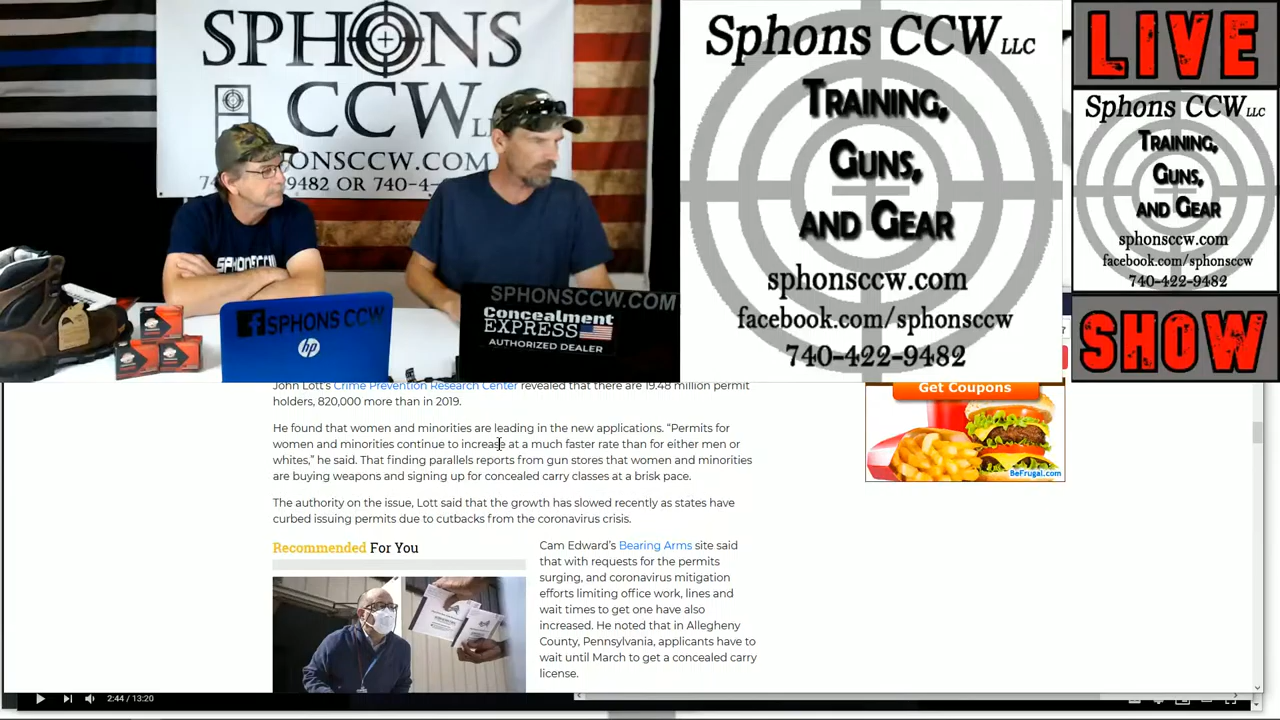 SPHONS
CCW
ONSCCW.COM
9482 OR 740-4
SPHONSCCW.COM
Concealment
EXPRESS
AUTHORIZED DEALER
SPHONS CCW
hp
Sphons CCW LLC
TRAINING,
GUNS,
AND GEAR
sphonsccw.com
facebook.com/sphonsccw
740-422-9482
LIVE
Sphons CCW LLC
TRAINING,
GUNS,
AND GEAR
sphonsccw.com
facebook.com/sphonsccw
740-422-9482
SHOW
John Lott's Crime Prevention Research Center revealed that there are 19.48 million permit
holders, 820,000 more than in 2019.
He found that women and minorities are leading in the new applications. “Permits for
women and minorities continue to increase at a much faster rate than for either men or
whites,” he said. That finding parallels reports from gun stores that women and minorities
are buying weapons and signing up for concealed carry classes at a brisk pace.
The authority on the issue, Lott said that the growth has slowed recently as states have
curbed issuing permits due to cutbacks from the coronavirus crisis.
Recommended For You
Cam Edward’s Bearing Arms site said
that with requests for the permits
surging, and coronavirus mitigation
efforts limiting office work, lines and
wait times to get one have also
increased. He noted that in Allegheny
County, Pennsylvania, applicants have to
wait until March to get a concealed carry
license.
Get Coupons
BeFrugal.com
2:44 / 13:20